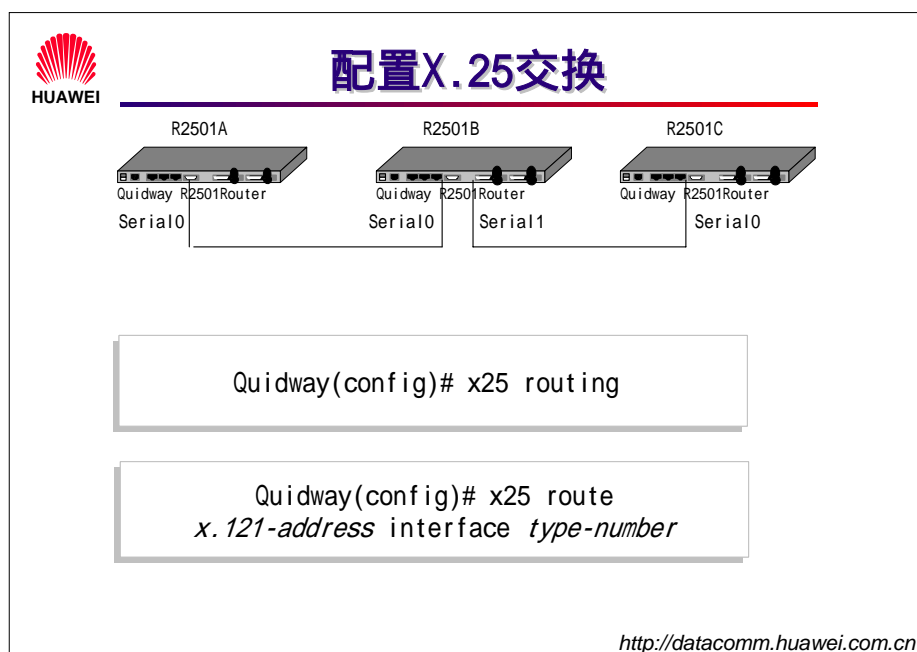 HUAWEI
配置X.25交换
R2501A
R2501B
R2501C
Quidway R2501Router
Quidway R2501Router
Quidway R2501Router
Serial0
Serial0
Serial1
Serial0
Quidway(config)# x25 routing
Quidway(config)# x25 route
x.121-address interface type-number
http://datacomm.huawei.com.cn